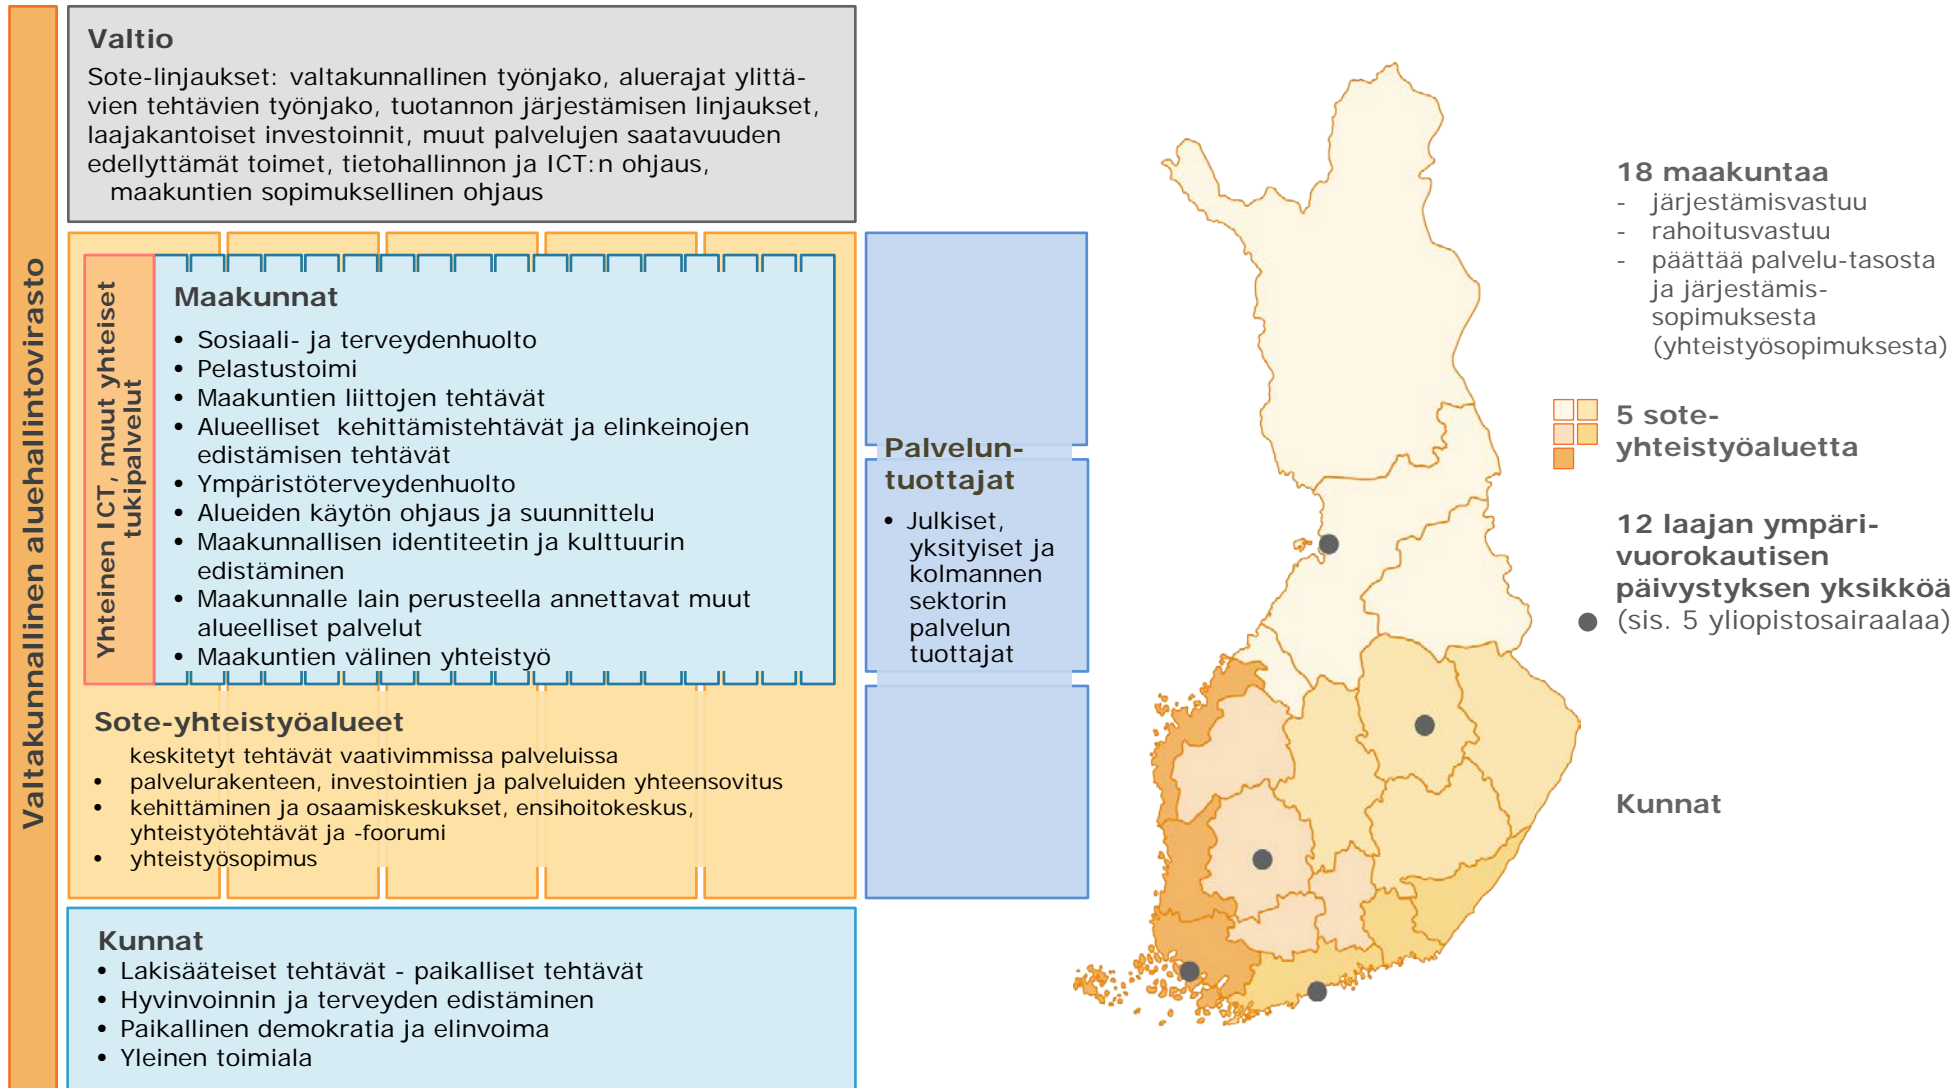 Valtakunnallinen aluehallintovirasto
Valtio
Sote-linjaukset: valtakunnallinen työnjako, aluerajat ylittä-
vien tehtävien työnjako, tuotannon järjestämisen linjaukset,
laajakantoiset investoinnit, muut palvelujen saatavuuden
edellyttämät toimet, tietohallinnon ja ICT:n ohjaus,
maakuntien sopimuksellinen ohjaus
Yhteinen ICT, muut yhteiset
tukipalvelut
Maakunnat
• Sosiaali- ja terveydenhuolto
• Pelastustoimi
• Maakuntien liittojen tehtävät
• Alueelliset kehittämistehtävät ja elinkeinojen
edistämisen tehtävät
• Ympäristöterveydenhuolto
• Alueiden käytön ohjaus ja suunnittelu
• Maakunnallisen identiteetin ja kulttuurin
edistäminen
• Maakunnalle lain perusteella annettavat muut
alueelliset palvelut
• Maakuntien välinen yhteistyö
Sote-yhteistyöalueet
keskitetyt tehtävät vaativimmissa palveluissa
• palvelurakenteen, investointien ja palveluiden yhteensovitus
• kehittäminen ja osaamiskeskukset, ensihoitokeskus,
yhteistyötehtävät ja -foorumi
• yhteistyösopimus
Kunnat
• Lakisääteiset tehtävät - paikalliset tehtävät
• Hyvinvoinnin ja terveyden edistäminen
• Paikallinen demokratia ja elinvoima
• Yleinen toimiala
Palvelun-
tuottajat
• Julkiset,
yksityiset ja
kolmannen
sektorin
palvelun
tuottajat
18 maakuntaa
- järjestämisvastuu
- rahoitusvastuu
- päättää palvelu-tasosta
ja järjestämis-
sopimuksesta
(yhteistyösopimuksesta)
5 sote-
yhteistyöaluetta
12 laajan ympäri-
vuorokautisen
päivystyksen yksikköä
(sis. 5 yliopistosairaalaa)
Kunnat